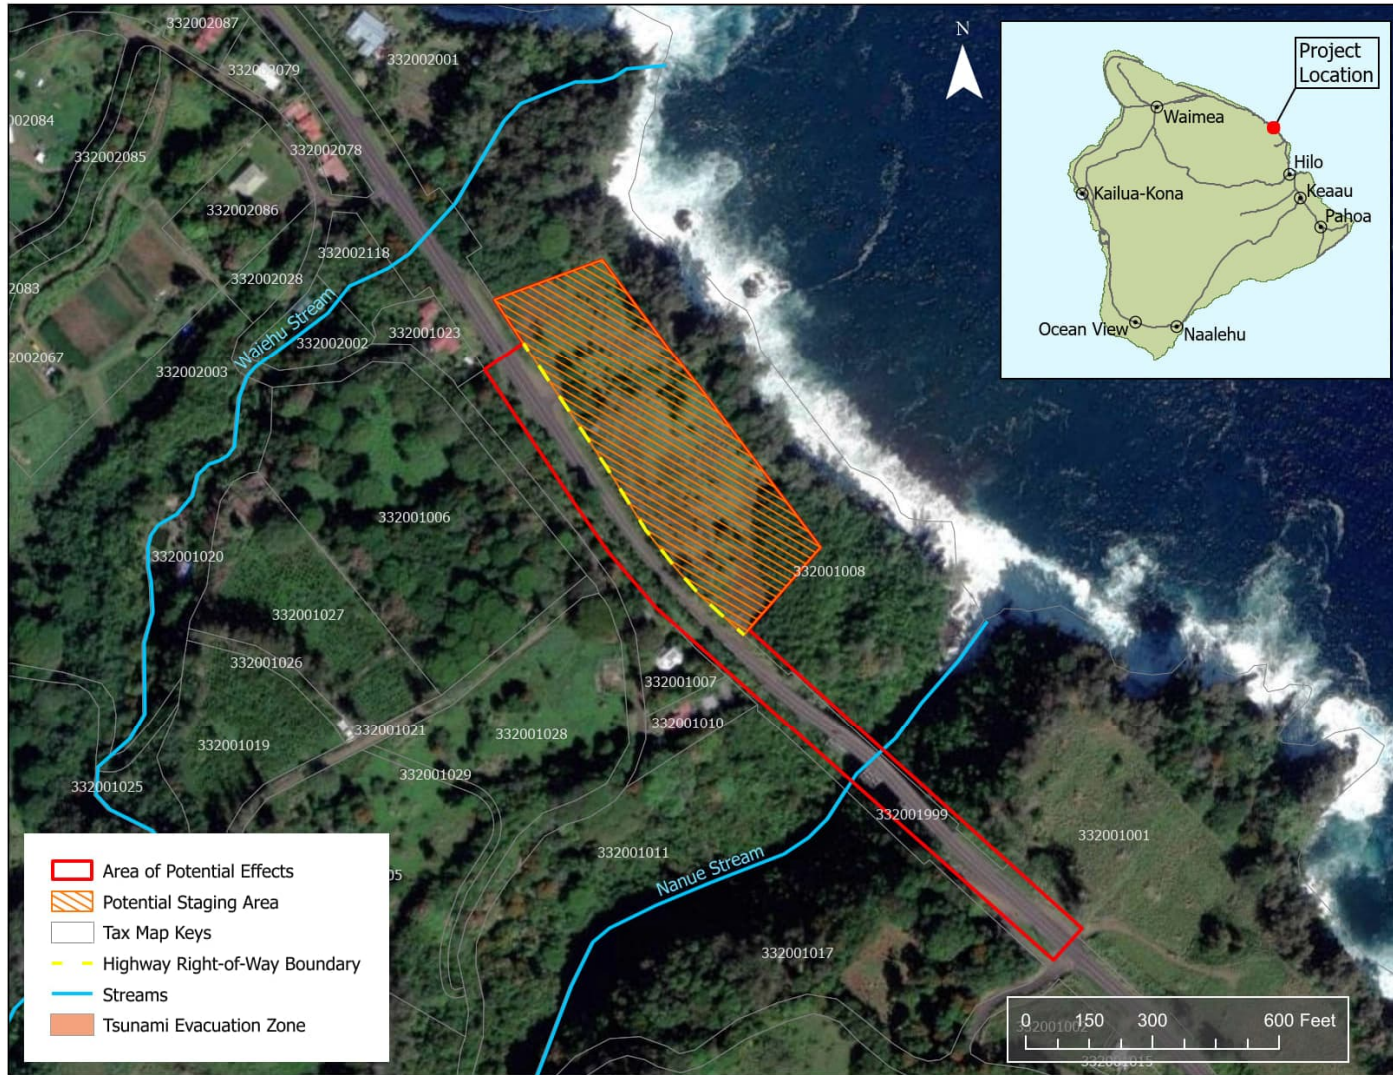 332002087
332002001
332002079
002084
332002085
332002078
332002086
332002118
332002028
2083
332002002
332001023
002067
332002003
Waiehu Stream
332001006
332001020
332001008
332001027
332001026
332001007
332001010
332001021
332001028
332001019
332001029
332001025
332001999
332001001
332001011
05
Nanue Stream
332001017
332001002
332001015
N
Project
Location
Waimea
Hilo
Kailua-Kona
Keaau
Pahoa
Ocean View
Naalehu
Area of Potential Effects
Potential Staging Area
Tax Map Keys
Highway Right-of-Way Boundary
Streams
Tsunami Evacuation Zone
0 150 300 600 Feet